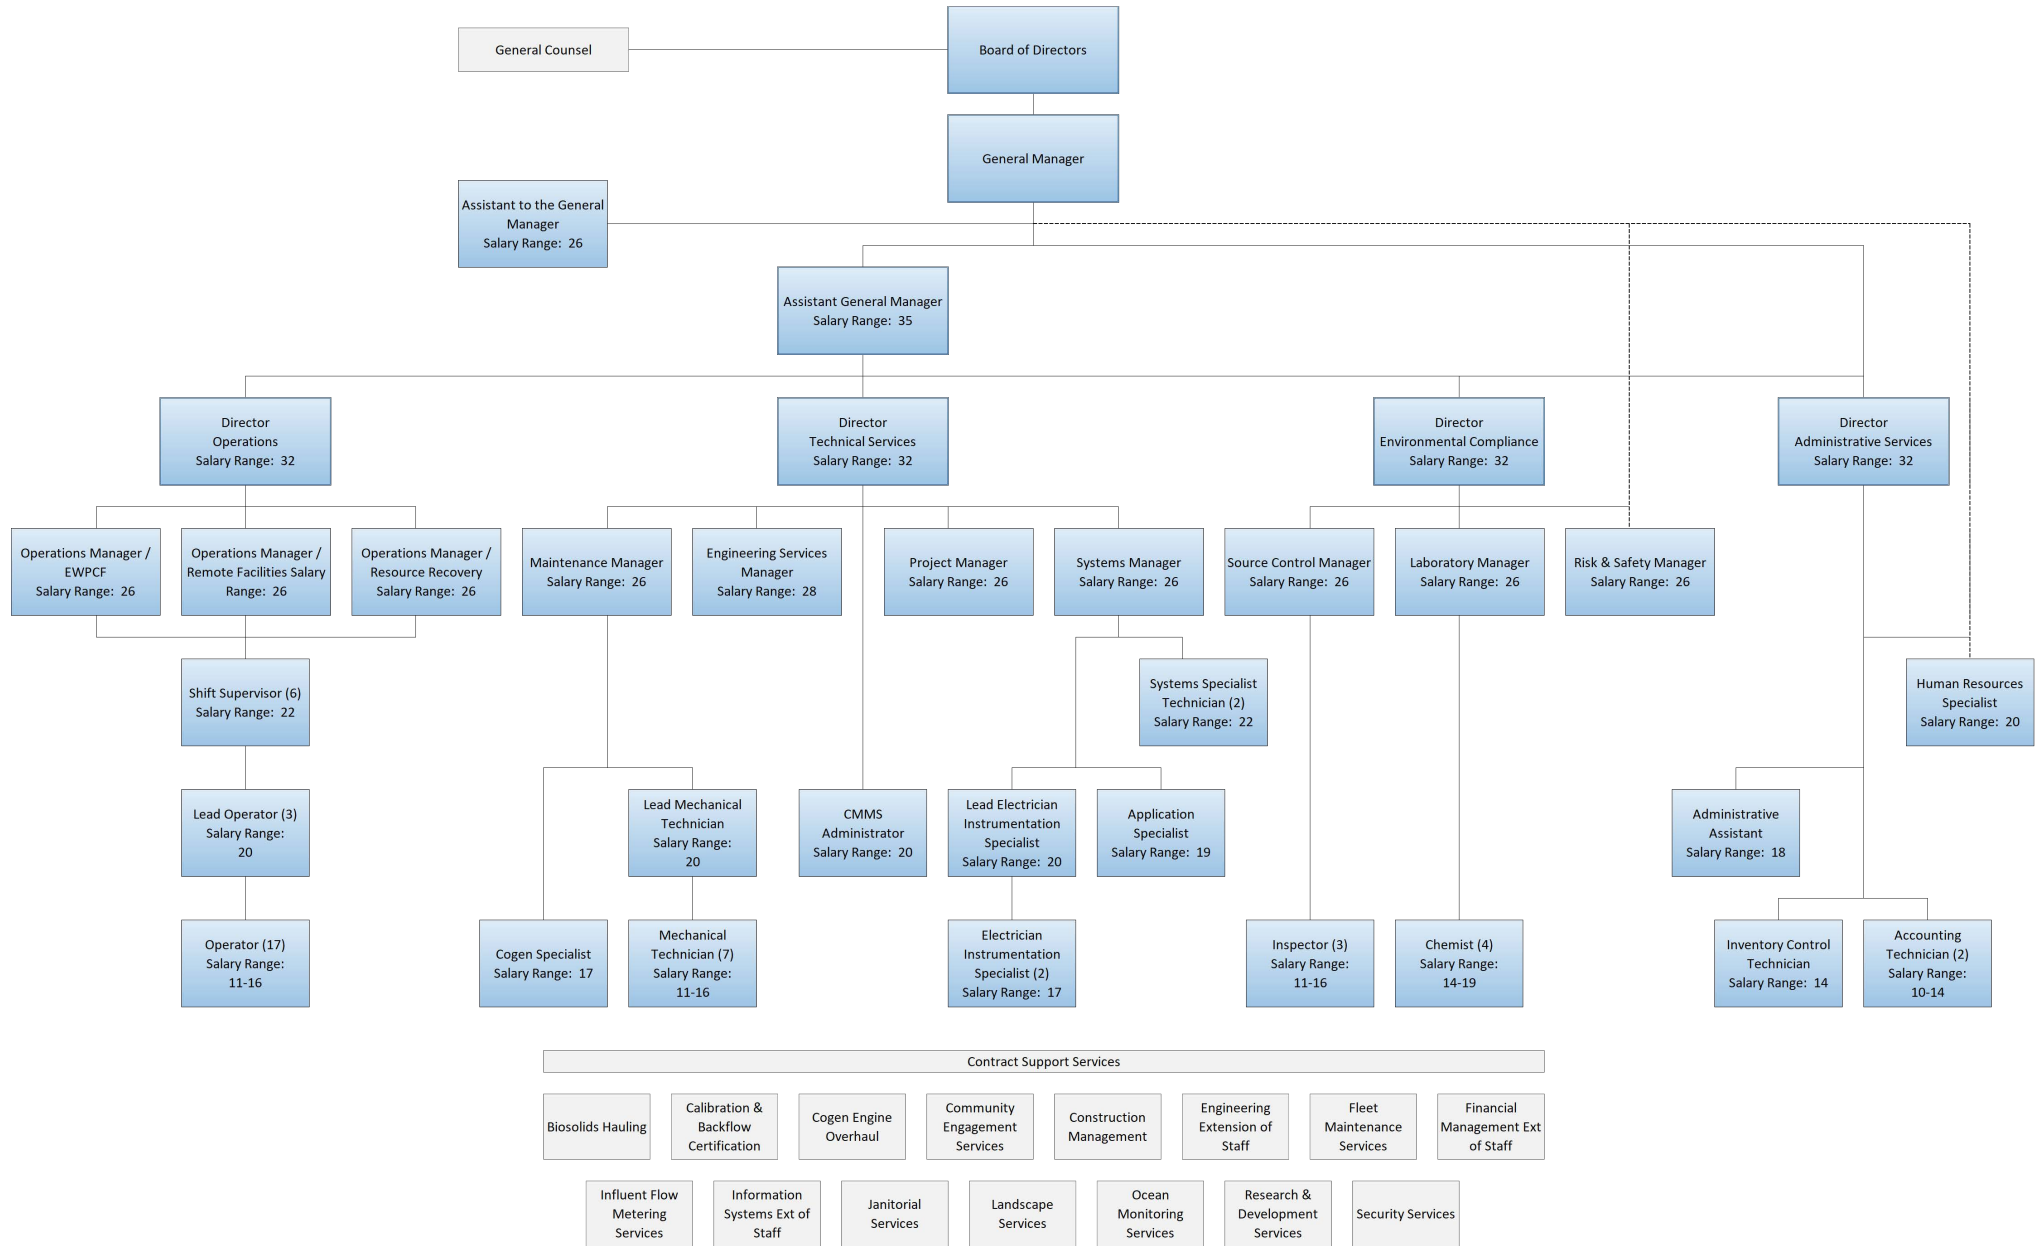 General Counsel
Board of Directors
General Manager
Assistant to the General
Manager
Salary Range:  26
Assistant General Manager
Salary Range:  35
Director
Operations
Salary Range:  32
Director
Technical Services
Salary Range:  32
Director
Environmental Compliance
Salary Range:  32
Director
Administrative Services
Salary Range:  32
Operations Manager /
EWPCF
Salary Range:  26
Operations Manager /
Remote Facilities Salary
Range:  26
Operations Manager /
Resource Recovery
Salary Range:  26
Maintenance Manager
Salary Range:  26
Engineering Services
Manager
Salary Range:  28
Project Manager
Salary Range:  26
Systems Manager
Salary Range:  26
Source Control Manager
Salary Range:  26
Laboratory Manager
Salary Range:  26
Risk & Safety Manager
Salary Range:  26
Shift Supervisor (6)
Salary Range:  22
Systems Specialist
Technician (2)
Salary Range:  22
Human Resources
Specialist
Salary Range:  20
Lead Operator (3)
Salary Range:
20
Lead Mechanical
Technician
Salary Range:
20
CMMS
Administrator
Salary Range:  20
Lead Electrician
Instrumentation
Specialist
Salary Range:  20
Application
Specialist
Salary Range:  19
Administrative
Assistant
Salary Range:  18
Operator (17)
Salary Range:
11-16
Cogen Specialist
Salary Range:  17
Mechanical
Technician (7)
Salary Range:
11-16
Electrician
Instrumentation
Specialist (2)
Salary Range:  17
Inspector (3)
Salary Range:
11-16
Chemist (4)
Salary Range:
14-19
Inventory Control
Technician
Salary Range:  14
Accounting
Technician (2)
Salary Range:
10-14
Contract Support Services
Biosolids Hauling
Calibration &
Backflow
Certification
Cogen Engine
Overhaul
Community
Engagement
Services
Construction
Management
Engineering
Extension of
Staff
Fleet
Maintenance
Services
Financial
Management Ext
of Staff
Influent Flow
Metering
Services
Information
Systems Ext of
Staff
Janitorial
Services
Landscape
Services
Ocean
Monitoring
Services
Research &
Development
Services
Security Services